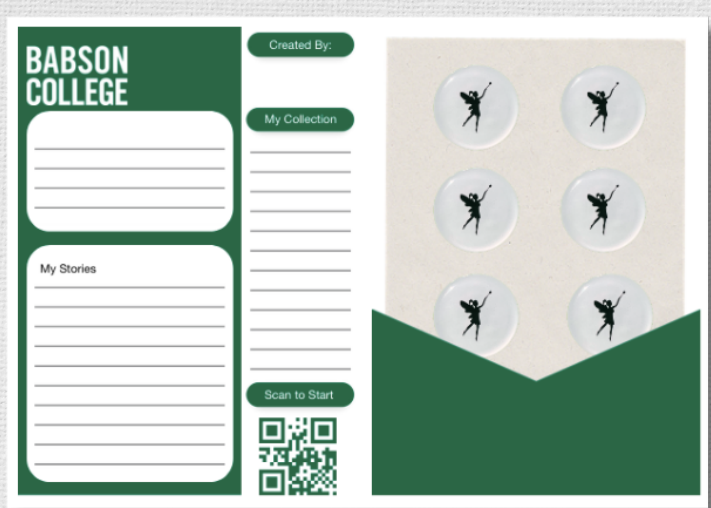 BABSON
COLLEGE
My Stories
Created By:
My Collection
Scan to Start